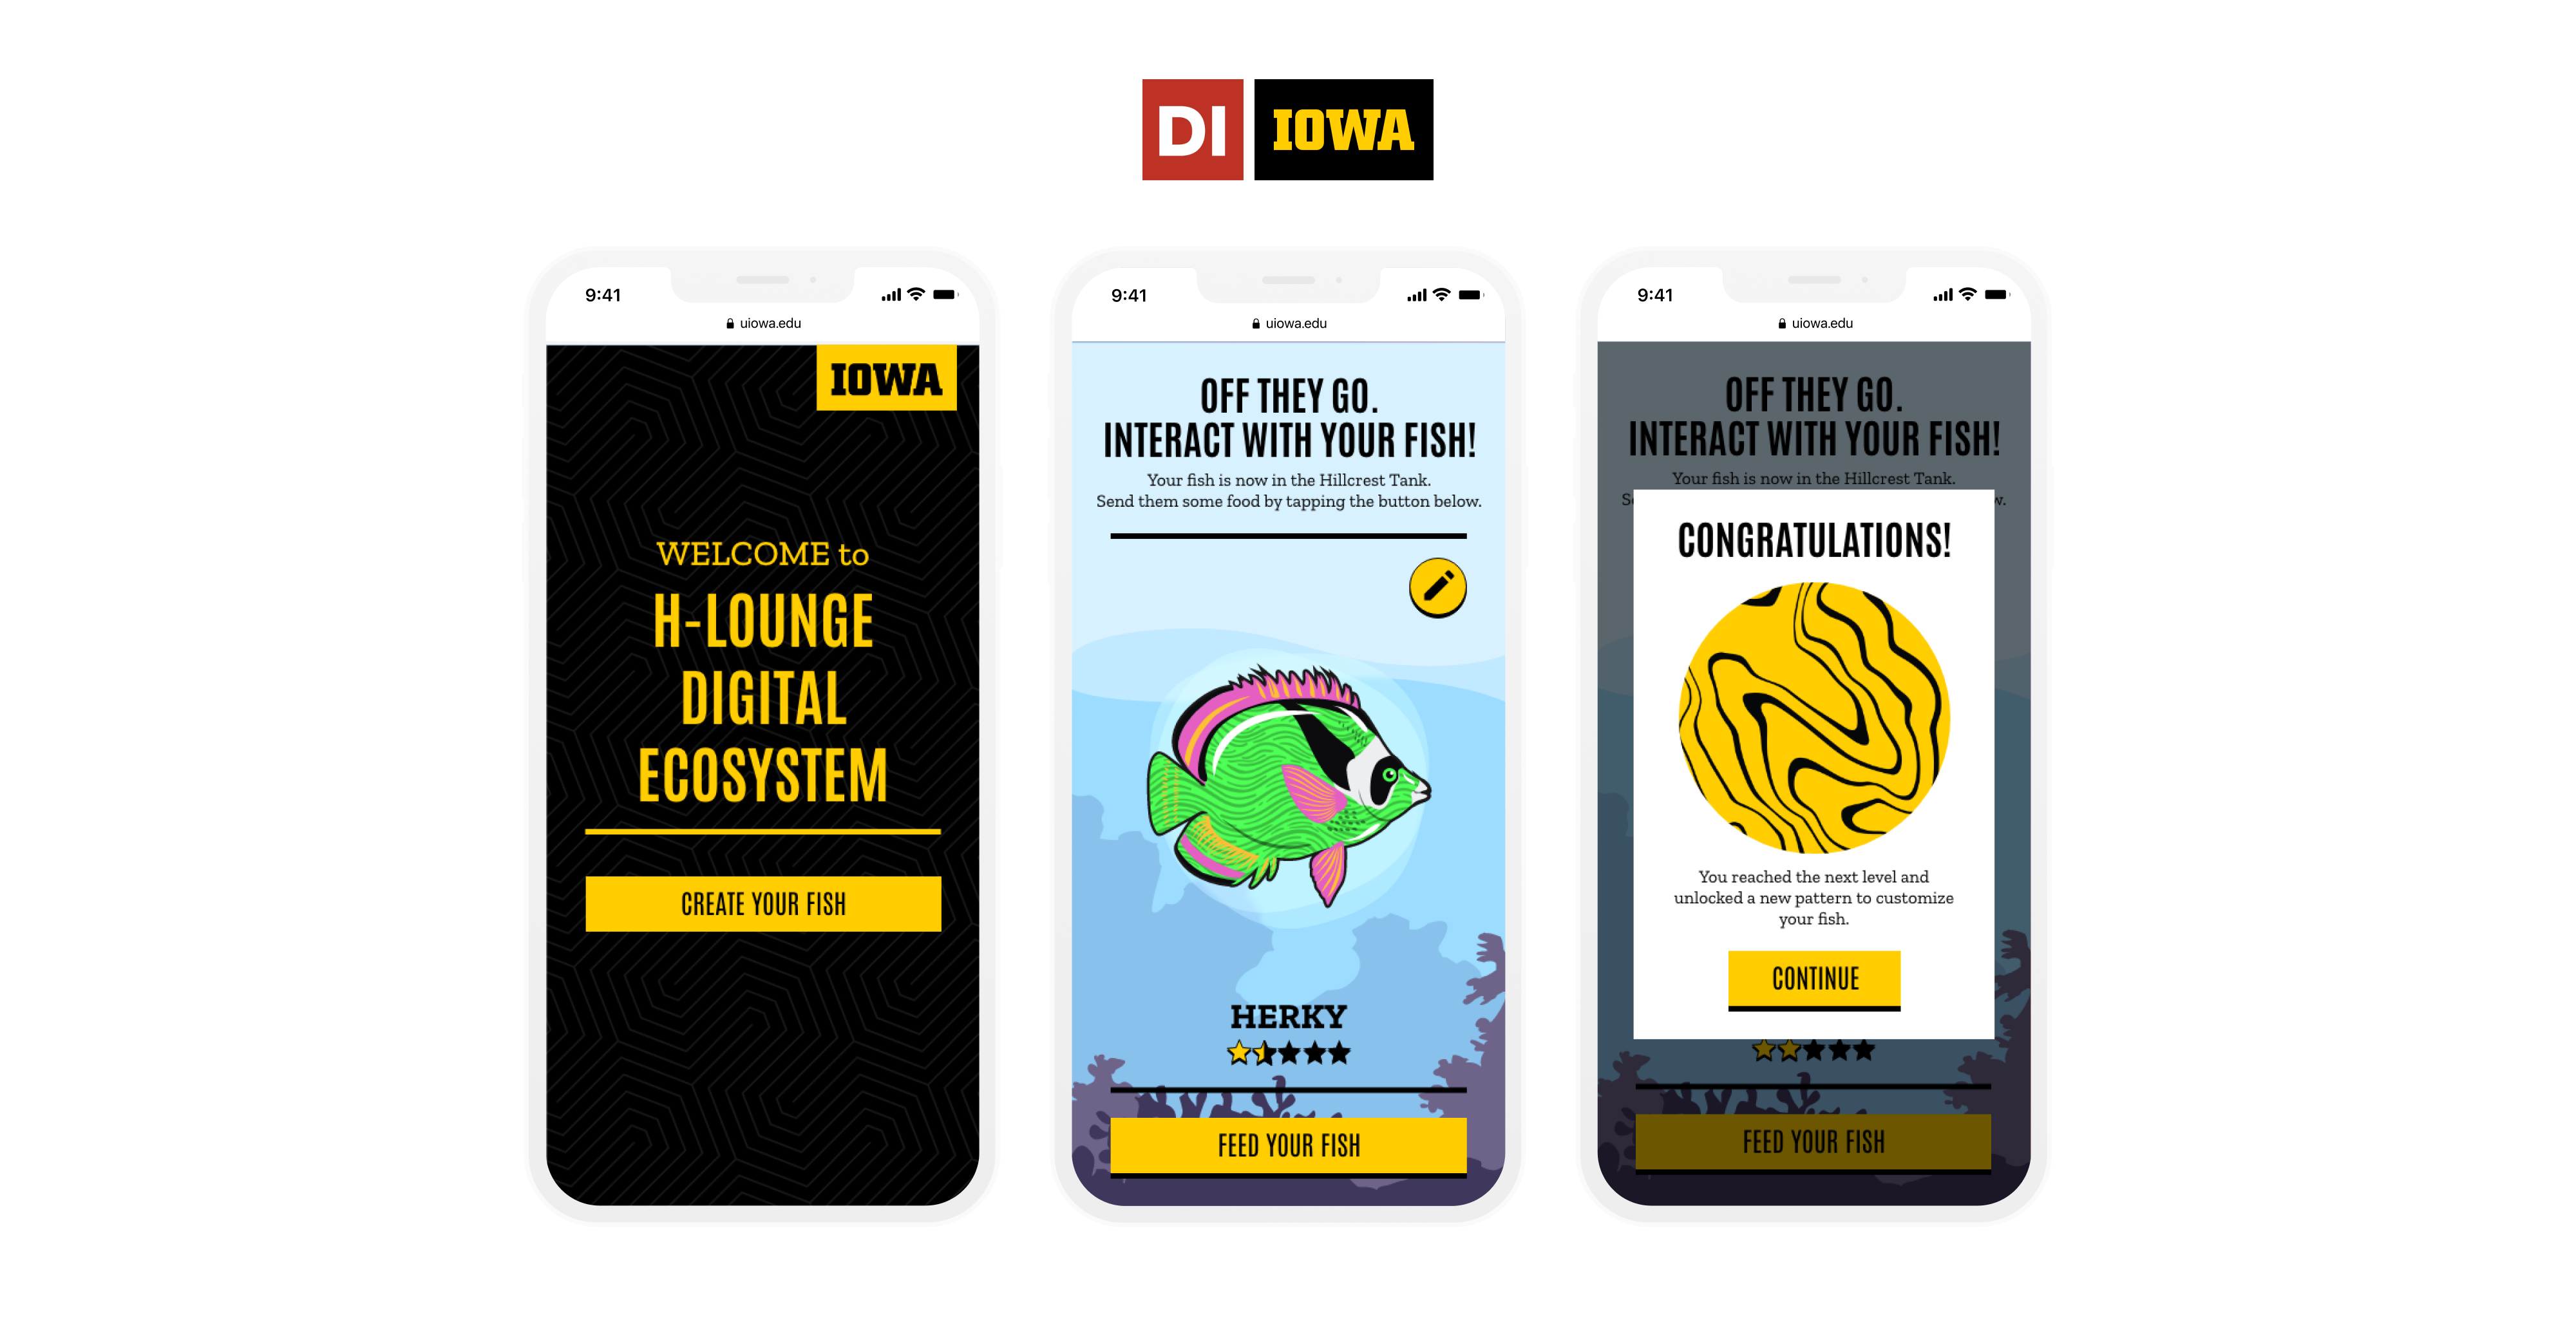 DI IOWA
9:41
uiowa.edu
IOWA
WELCOME to
H-LOUNGE
DIGITAL
ECOSYSTEM
CREATE YOUR FISH
9:41
uiowa.edu
OFF THEY GO.
INTERACT WITH YOUR FISH!
Your fish is now in the Hillcrest Tank.
Send them some food by tapping the button below.
HERKY
FEED YOUR FISH
9:41
uiowa.edu
OFF THEY GO.
INTERACT WITH YOUR FISH!
Your fish is now in the Hillcrest Tank.
CONGRATULATIONS!
You reached the next level and
unlocked a new pattern to customize
your fish.
CONTINUE
FEED YOUR FISH